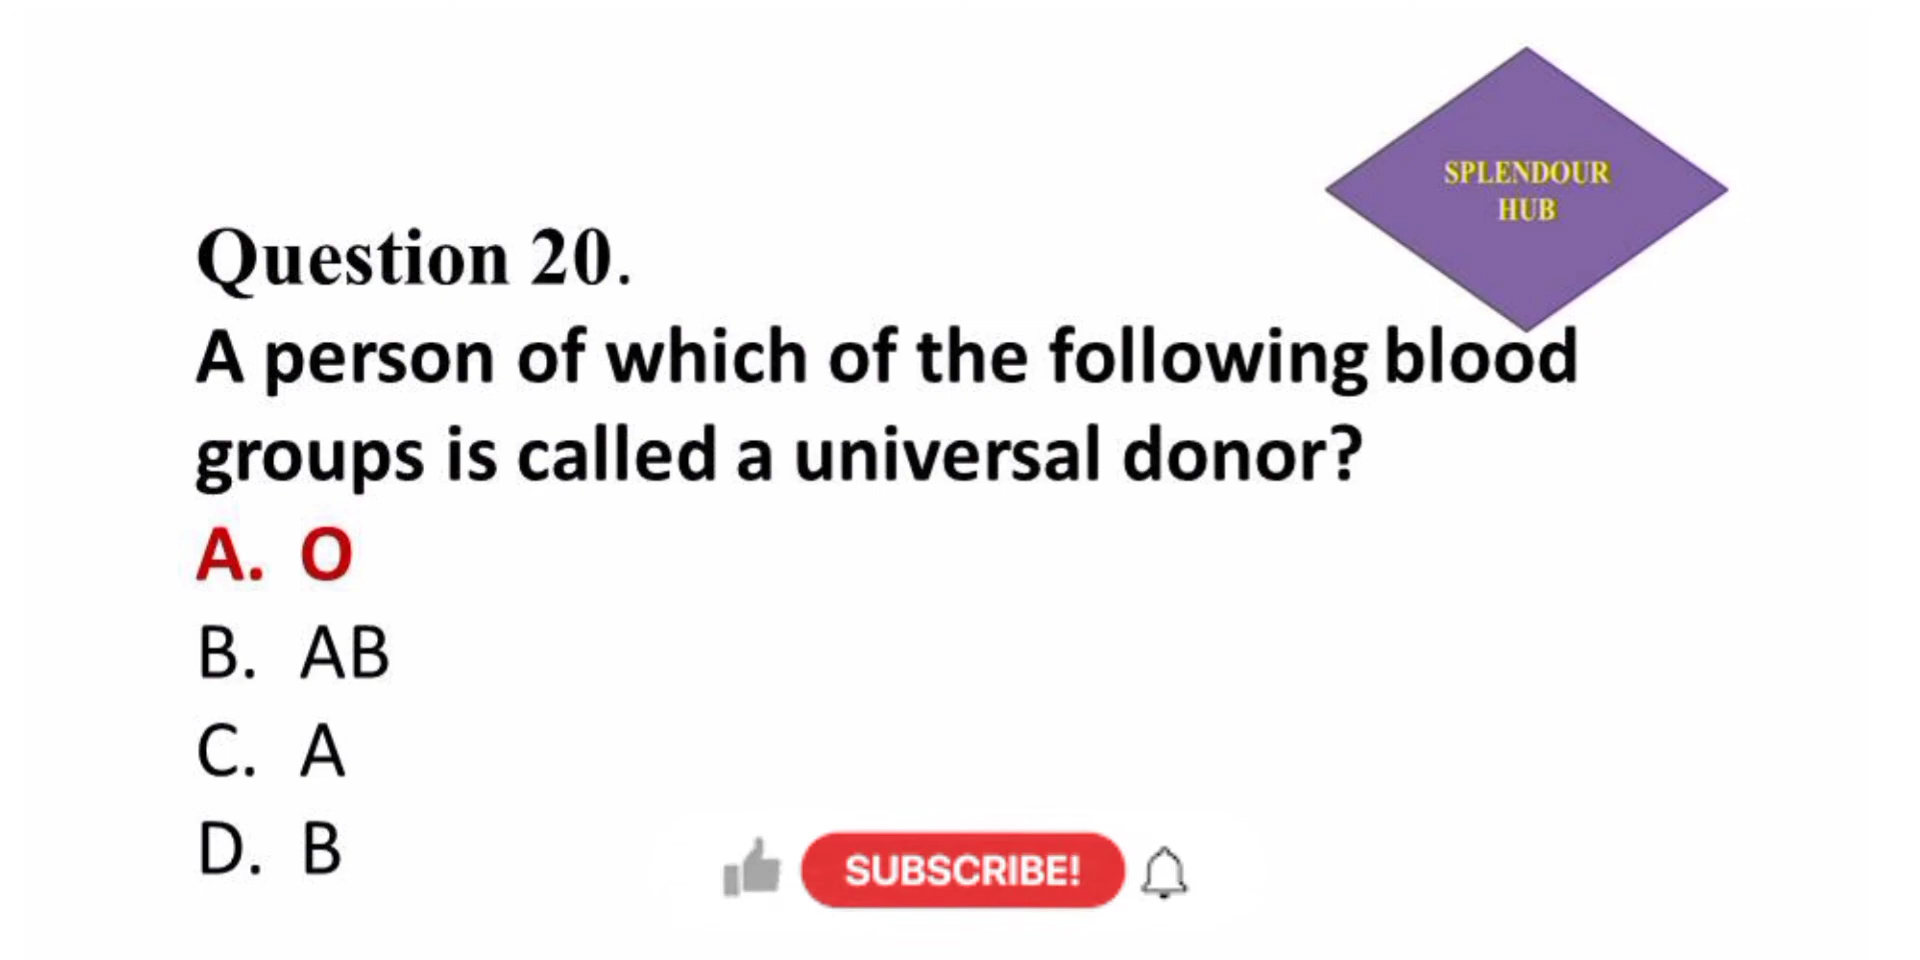 SPLENDOUR
HUB
Question 20.
A person of which of the following blood
groups is called a universal donor?
A. O
B. AB
C. A
D. B
SUBSCRIBE!